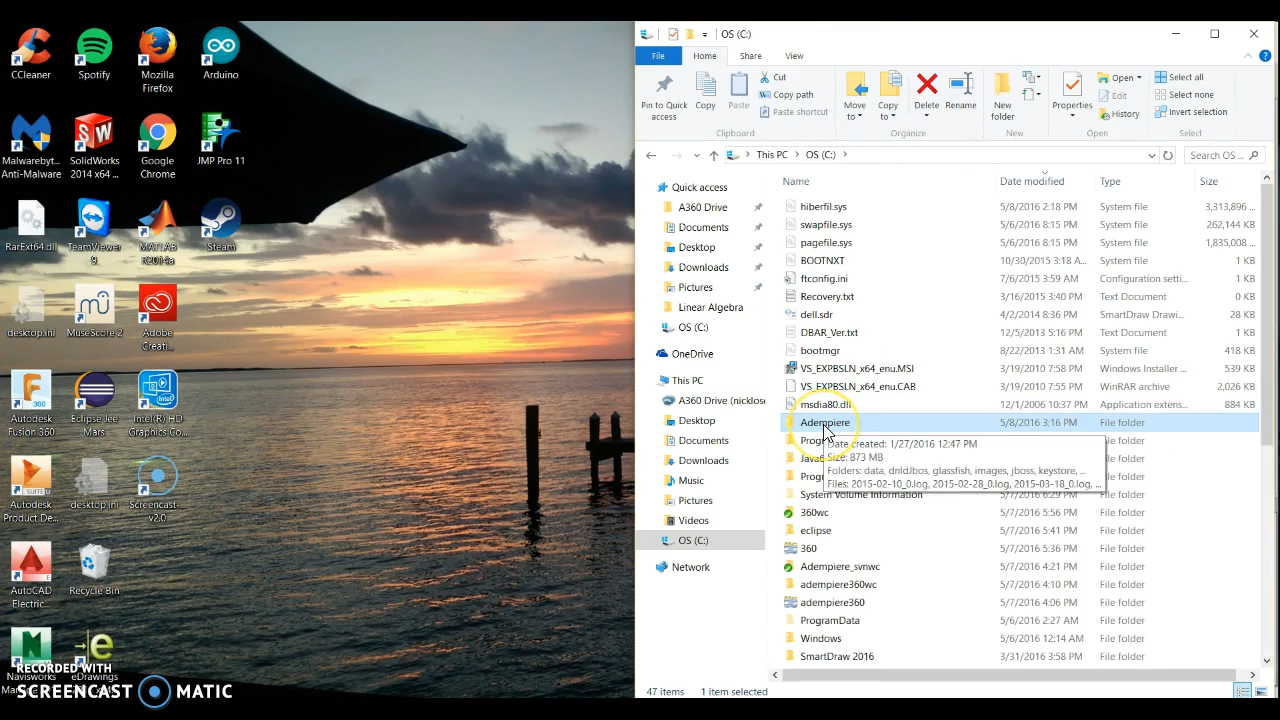 CCleaner
Spotify
Mozilla
Firefox
Arduino
Malwarebyt...
Anti-Malware
SolidWorks
2014 x64 ...
Google
Chrome
JMP Pro 11
RarExt64.dll
TeamViewer
9
MATLAB
R2014a
Steam
desktop.ini
MuseScore 2
Adobe
Creati...
Autodesk
Fusion 360
Eclipse Jee
Mars
Intel(R) HD
Graphics Co...
Autodesk
Product De...
desktop.ini
Screencast-
v2.0
AutoCAD
Electric...
Recycle Bin
Navisworks
eDrawings
RECORDED WITH
SCREENCAST MATIC
OS (C:)
File Home Share View
Pin to Quick
access
Copy
Paste
Cut
Copy path
Paste shortcut
Clipboard
Move
to
Copy
to
Delete
Rename
Organize
New
folder
New
Properties
Open
Edit
History
Open
Select all
Select none
Invert selection
Select
This PC OS (C:)
Search OS ...
Quick access
A360 Drive
Documents
Desktop
Downloads
Pictures
Linear Algebra
OS (C:)
OneDrive
This PC
A360 Drive (nicklose
Desktop
Documents
Downloads
Music
Pictures
Videos
OS (C:)
Network
Name Date modified Type Size
hiberfil.sys 5/8/2016 2:18 PM System file 3,313,896 ...
swapfile.sys 5/6/2016 8:15 PM System file 262,144 KB
pagefile.sys 5/6/2016 8:15 PM System file 1,835,008 ...
BOOTNXT 10/30/2015 3:18 A... System file 1 KB
ftconfig.ini 7/6/2015 3:59 AM Configuration setti... 1 KB
Recovery.txt 3/16/2015 3:40 PM Text Document 0 KB
dell.sdr 4/2/2014 8:36 PM SmartDraw Drawi... 28 KB
DBAR_Ver.txt 12/5/2013 5:16 PM Text Document 1 KB
bootmgr 8/22/2013 1:31 AM System file 418 KB
VS_EXPBSLN_x64_enu.MSI 3/19/2010 7:58 PM Windows Installer ... 539 KB
VS_EXPBSLN_x64_enu.CAB 3/19/2010 7:55 PM WinRAR archive 2,026 KB
msdia80.dll 12/1/2006 10:37 PM Application extens... 884 KB
Adempiere 5/8/2016 3:16 PM File folder
File folder
Date created: 1/27/2016 12:47 PM
Size: 873 MB
File folder
Folders: data, dnld,lbos, glassfish, images, jboss, keystore, ...
File folder
Files: 2015-02-10_0.log, 2015-02-28_0.log, 2015-03-18_0.log, ...
System Volume Information 5/7/2016 6:29 PM File folder
360wc 5/7/2016 5:56 PM File folder
eclipse 5/7/2016 5:41 PM File folder
360 5/7/2016 5:36 PM File folder
Adempiere_svnwc 5/7/2016 4:21 PM File folder
adempiere360wc 5/7/2016 4:10 PM File folder
adempiere360 5/7/2016 4:06 PM File folder
ProgramData 5/6/2016 2:27 AM File folder
Windows 5/6/2016 12:14 AM File folder
SmartDraw 2016 3/31/2016 3:58 PM File folder
47 items 1 item selected